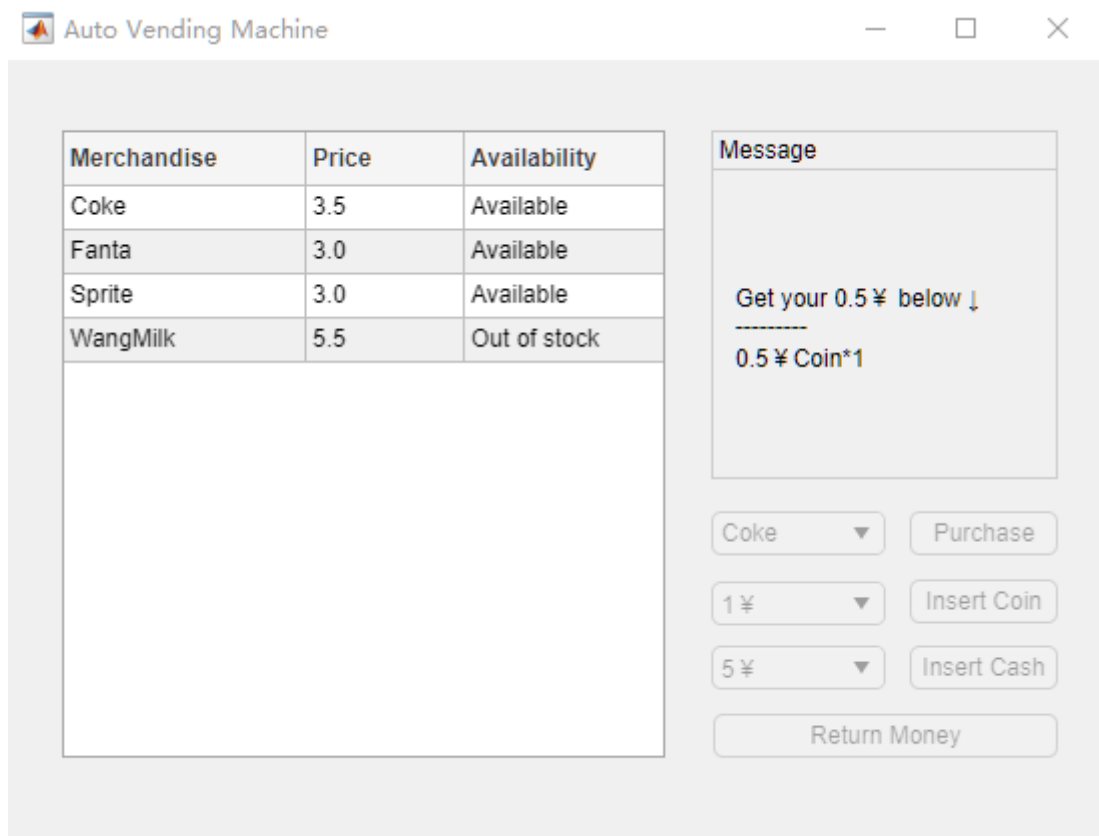 Auto Vending Machine
Merchandise Price Availability
Coke 3.5 Available
Fanta 3.0 Available
Sprite 3.0 Available
WangMilk 5.5 Out of stock
Message
Get your 0.5 ¥ below ↓
---------
0.5 ¥ Coin*1
Coke Purchase
1 ¥ Insert Coin
5 ¥ Insert Cash
Return Money